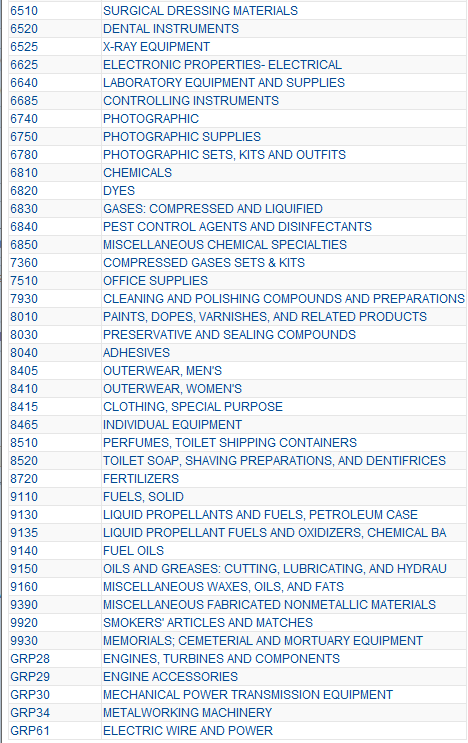 6510 SURGICAL DRESSING MATERIALS
6520 DENTAL INSTRUMENTS
6525 X-RAY EQUIPMENT
6625 ELECTRONIC PROPERTIES- ELECTRICAL
6640 LABORATORY EQUIPMENT AND SUPPLIES
6685 CONTROLLING INSTRUMENTS
6740 PHOTOGRAPHIC
6750 PHOTOGRAPHIC SUPPLIES
6780 PHOTOGRAPHIC SETS, KITS AND OUTFITS
6810 CHEMICALS
6820 DYES
6830 GASES: COMPRESSED AND LIQUIFIED
6840 PEST CONTROL AGENTS AND DISINFECTANTS
6850 MISCELLANEOUS CHEMICAL SPECIALTIES
7360 COMPRESSED GASES SETS & KITS
7510 OFFICE SUPPLIES
7930 CLEANING AND POLISHING COMPOUNDS AND PREPARATIONS
8010 PAINTS, DOPES, VARNISHES, AND RELATED PRODUCTS
8030 PRESERVATIVE AND SEALING COMPOUNDS
8040 ADHESIVES
8405 OUTERWEAR, MEN'S
8410 OUTERWEAR, WOMEN'S
8415 CLOTHING, SPECIAL PURPOSE
8465 INDIVIDUAL EQUIPMENT
8510 PERFUMES, TOILET SHIPPING CONTAINERS
8520 TOILET SOAP, SHAVING PREPARATIONS, AND DENTIFRICES
8720 FERTILIZERS
9110 FUELS, SOLID
9130 LIQUID PROPELLANTS AND FUELS, PETROLEUM CASE
9135 LIQUID PROPELLANT FUELS AND OXIDIZERS, CHEMICAL BA
9140 FUEL OILS
9150 OILS AND GREASES: CUTTING, LUBRICATING, AND HYDRAU
9160 MISCELLANEOUS WAXES, OILS, AND FATS
9390 MISCELLANEOUS FABRICATED NONMETALLIC MATERIALS
9920 SMOKERS' ARTICLES AND MATCHES
9930 MEMORIALS; CEMETERIAL AND MORTUARY EQUIPMENT
GRP28 ENGINES, TURBINES AND COMPONENTS
GRP29 ENGINE ACCESSORIES
GRP30 MECHANICAL POWER TRANSMISSION EQUIPMENT
GRP34 METALWORKING MACHINERY
GRP61 ELECTRIC WIRE AND POWER